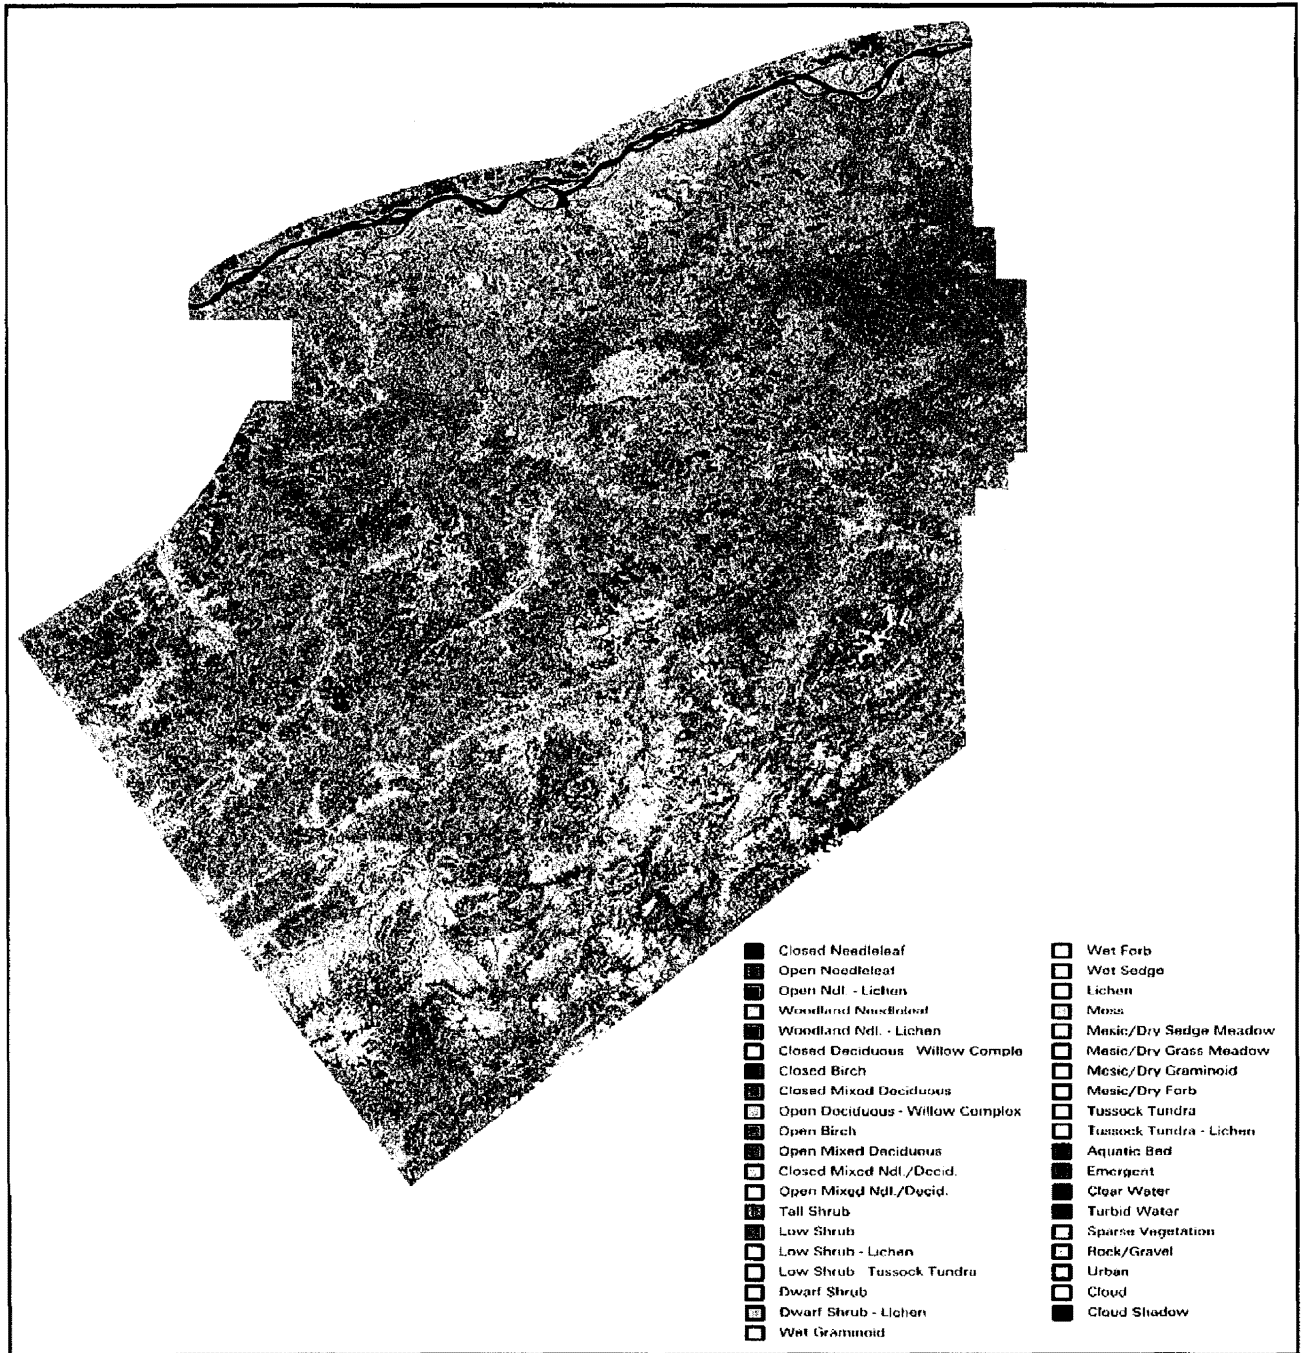 Closed Needleleaf
Open Needleleaf
Open Ndl. - Lichen
Woodland Needleleaf
Woodland Ndl. - Lichen
Closed Deciduous Willow Comple
Closed Birch
Closed Mixed Deciduous
Open Deciduous - Willow Complex
Open Birch
Open Mixed Deciduous
Closed Mixed Ndl./Decid.
Open Mixed Ndl./Decid.
Tall Shrub
Low Shrub
Low Shrub - Lichen
Low Shrub Tussock Tundra
Dwarf Shrub
Dwarf Shrub - Lichen
Wet Graminoid
Wet Forb
Wet Sedge
Lichen
Moss
Mesic/Dry Sedge Meadow
Mesic/Dry Grass Meadow
Mesic/Dry Graminoid
Mesic/Dry Forb
Tussock Tundra
Tussock Tundra - Lichen
Aquatic Bed
Emergent
Clear Water
Turbid Water
Sparse Vegetation
Rock/Gravel
Urban
Cloud
Cloud Shadow